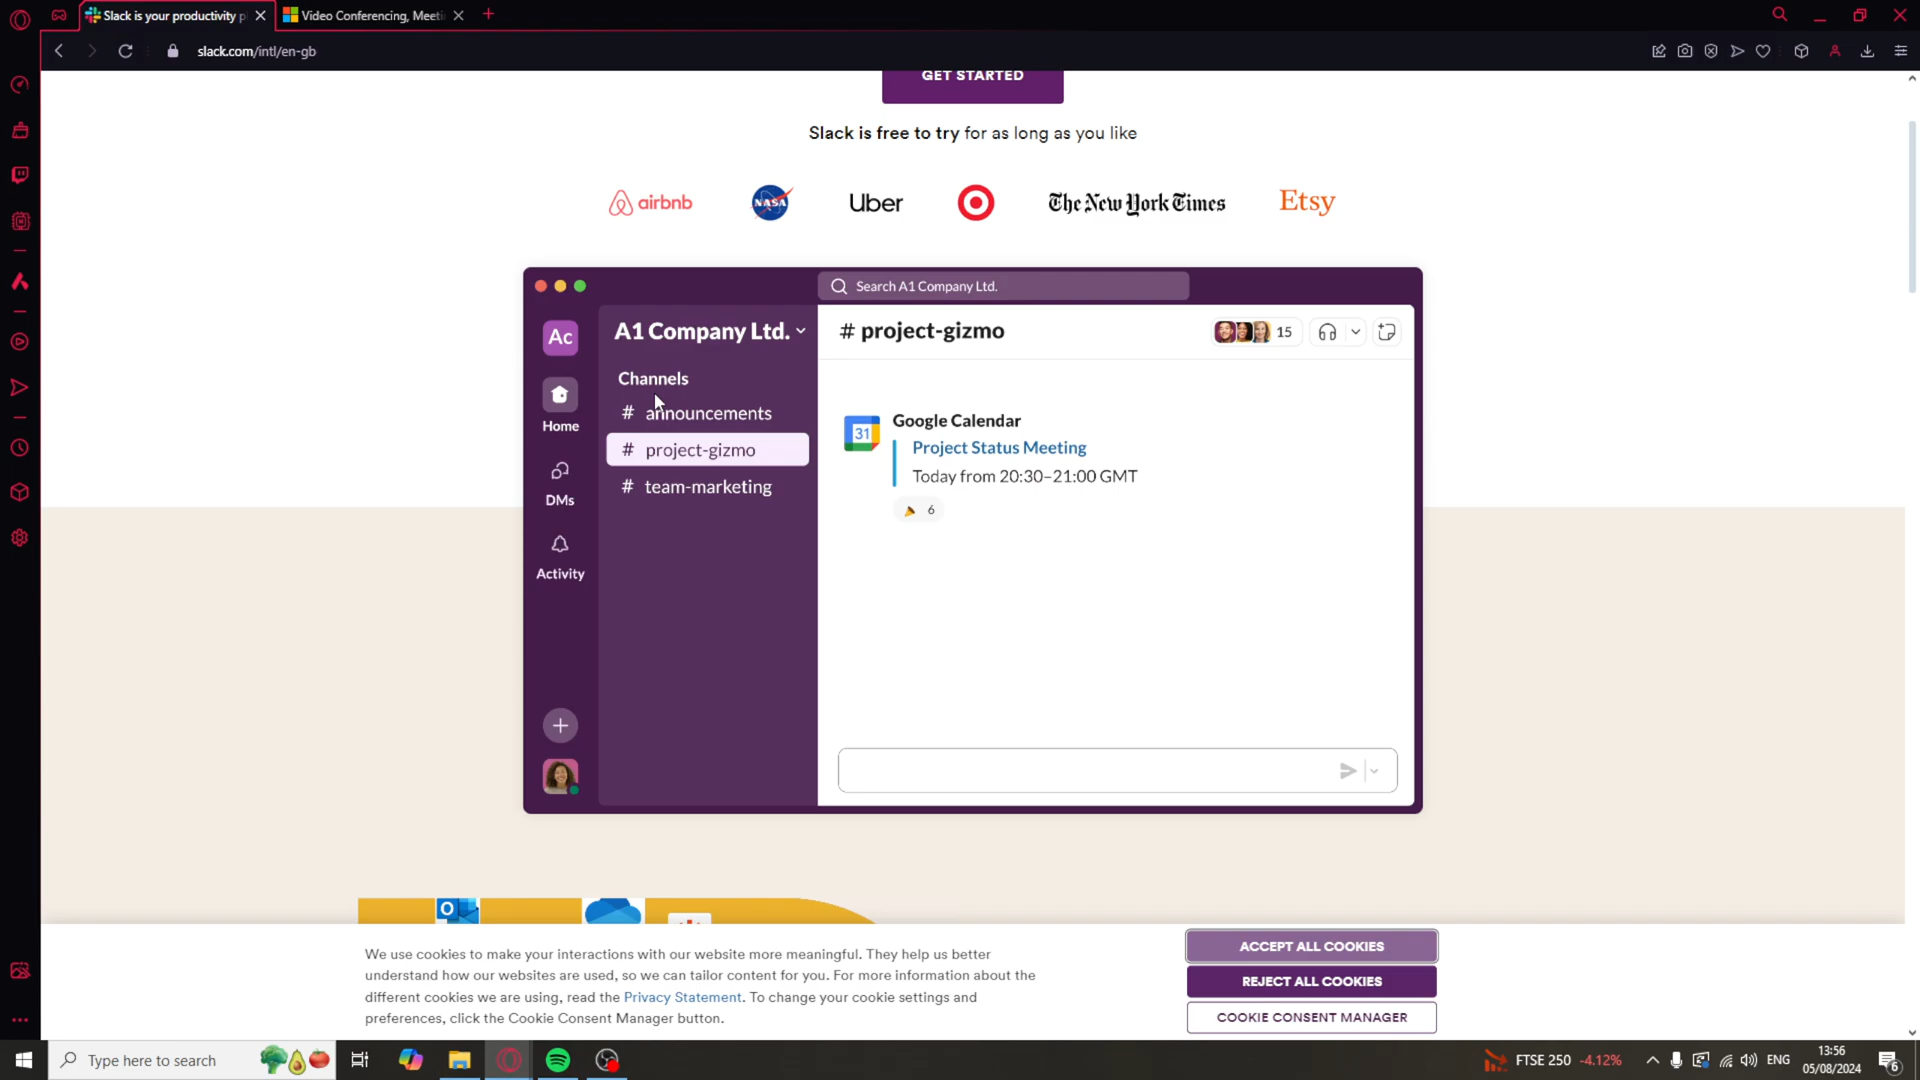 Slack is your productivity p
Video Conferencing, Meeti
slack.com/intl/en-gb
GET STARTED
Slack is free to try for as long as you like
airbnb
NASA
Uber
The New York Times
Etsy
Search A1 Company Ltd.
Ac
A1 Company Ltd.
# project-gizmo
15
Channels
# announcements
# project-gizmo
# team-marketing
Home
DMs
Activity
31
Google Calendar
Project Status Meeting
Today from 20:30–21:00 GMT
6
O
We use cookies to make your interactions with our website more meaningful. They help us better
understand how our websites are used, so we can tailor content for you. For more information about the
different cookies we are using, read the Privacy Statement. To change your cookie settings and
preferences, click the Cookie Consent Manager button.
ACCEPT ALL COOKIES
REJECT ALL COOKIES
COOKIE CONSENT MANAGER
Type here to search
FTSE 250 -4.12%
ENG
13:56
05/08/2024
6